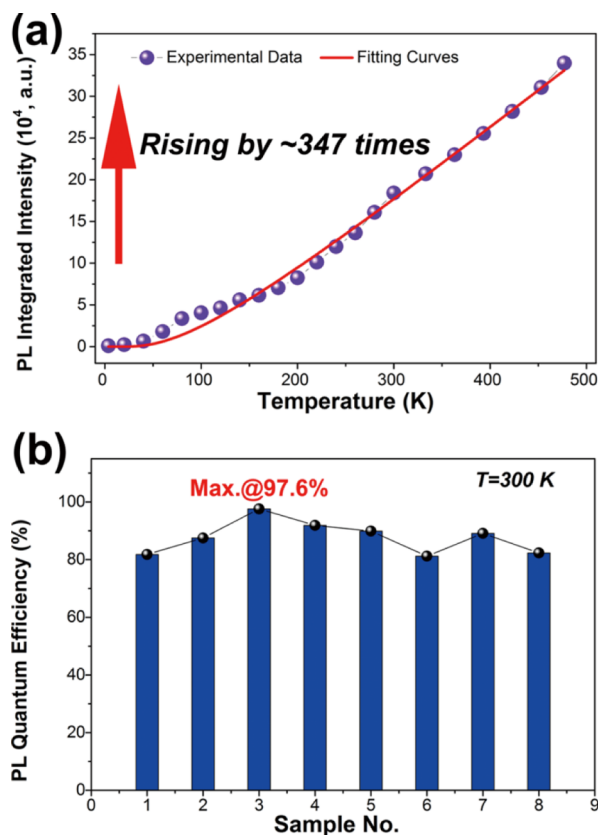 (a)
Experimental Data
Fitting Curves
Rising by ~347 times
PL Integrated Intensity (10⁴, a.u.)
35
30
25
20
15
10
5
0
0 100 200 300 400 500
Temperature (K)
(b)
Max.@97.6%
T=300 K
PL Quantum Efficiency (%)
100
80
60
40
20
0
0 1 2 3 4 5 6 7 8 9
Sample No.